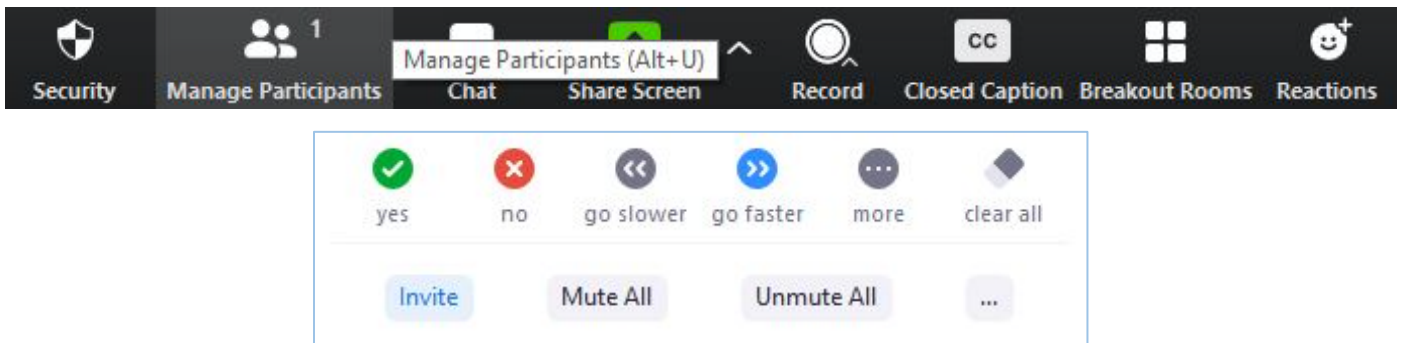 1
Manage Participants (Alt+U)
CC
Security Manage Participants Chat Share Screen Record Closed Caption Breakout Rooms Reactions
yes no go slower go faster more clear all
Invite Mute All Unmute All ...